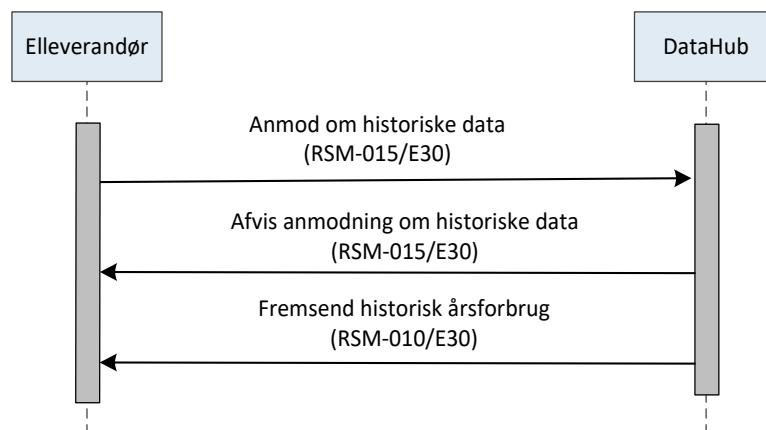 Elleverandør
DataHub
Anmod om historiske data
(RSM-015/E30)
Afvis anmodning om historiske data
(RSM-015/E30)
Fremsend historisk årsforbrug
(RSM-010/E30)